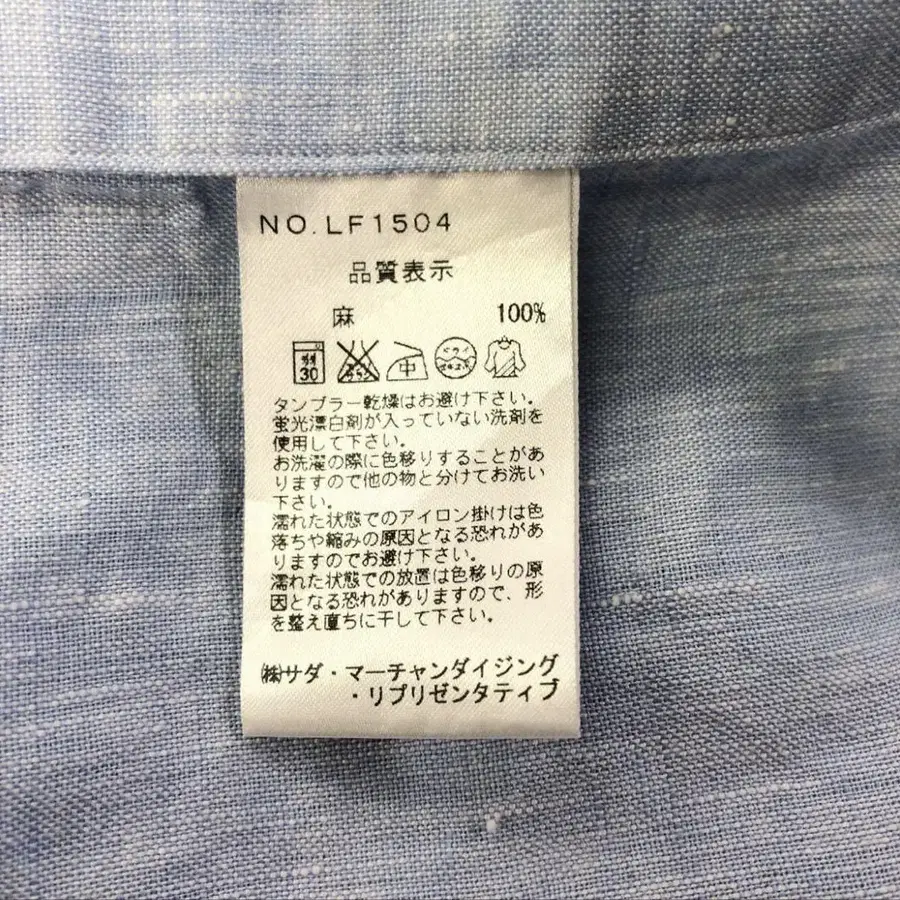 NO.LF1504
品質表示
麻 100%
30 中 ドライ
タンブラー乾燥はお避け下さい。
蛍光漂白剤が入っていない洗剤を
使用して下さい。
お洗濯の際に色移りすることがあ
りますので他の物と分けてお洗い
下さい。
濡れた状態でのアイロン掛けは色
落ちや縮みの原因となる恐れがあ
りますのでお避け下さい。
濡れた状態での放置は色移りの原
因となる恐れがありますので、形
を整え直ちに干して下さい。
㈱サダ・マーチャンダイジング
・リプリゼンタティブ